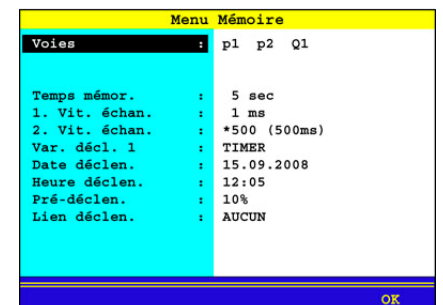 Menu Mémoire
Voies : p1 p2 Q1
Temps mémor. : 5 sec
1. Vit. échan. : 1 ms
2. Vit. échan. : *500 (500ms)
Var. décl. 1 : TIMER
Date déclen. : 15.09.2008
Heure déclen. : 12:05
Pré-déclen. : 10%
Lien déclen. : AUCUN
OK